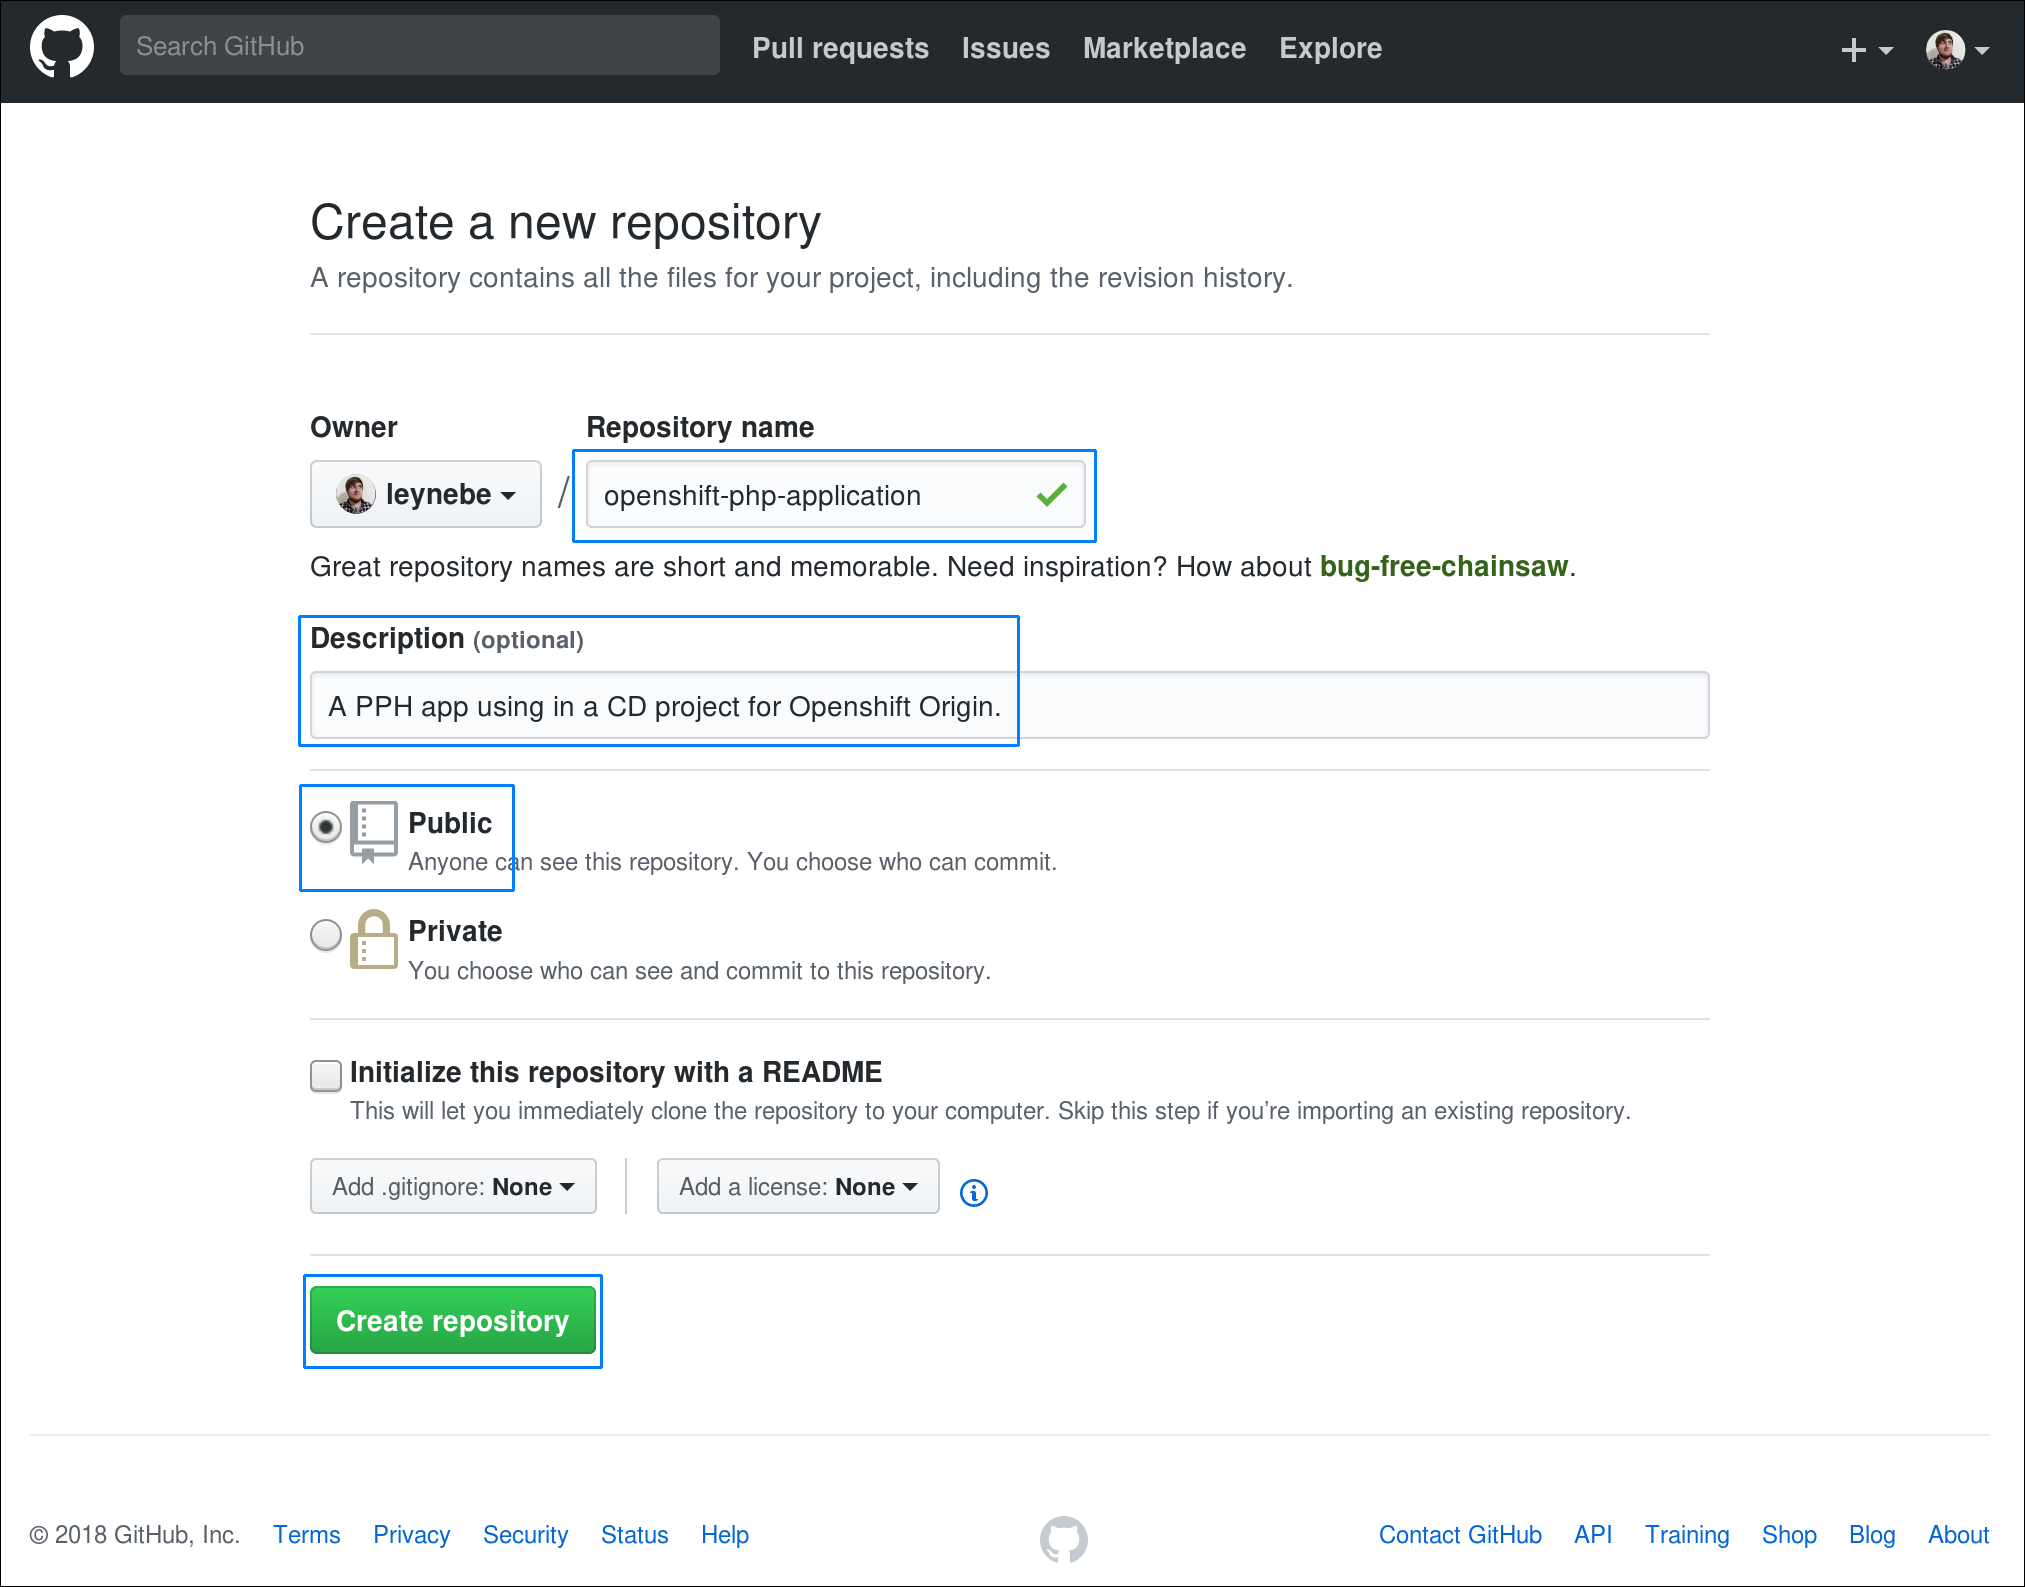 Search GitHub
Pull requests Issues Marketplace Explore
Create a new repository
A repository contains all the files for your project, including the revision history.
Owner
Repository name
leynebe / openshift-php-application
Great repository names are short and memorable. Need inspiration? How about bug-free-chainsaw.
Description (optional)
A PPH app using in a CD project for Openshift Origin.
Public
Anyone can see this repository. You choose who can commit.
Private
You choose who can see and commit to this repository.
Initialize this repository with a README
This will let you immediately clone the repository to your computer. Skip this step if you’re importing an existing repository.
Add .gitignore: None
Add a license: None
Create repository
© 2018 GitHub, Inc. Terms Privacy Security Status Help
Contact GitHub API Training Shop Blog About